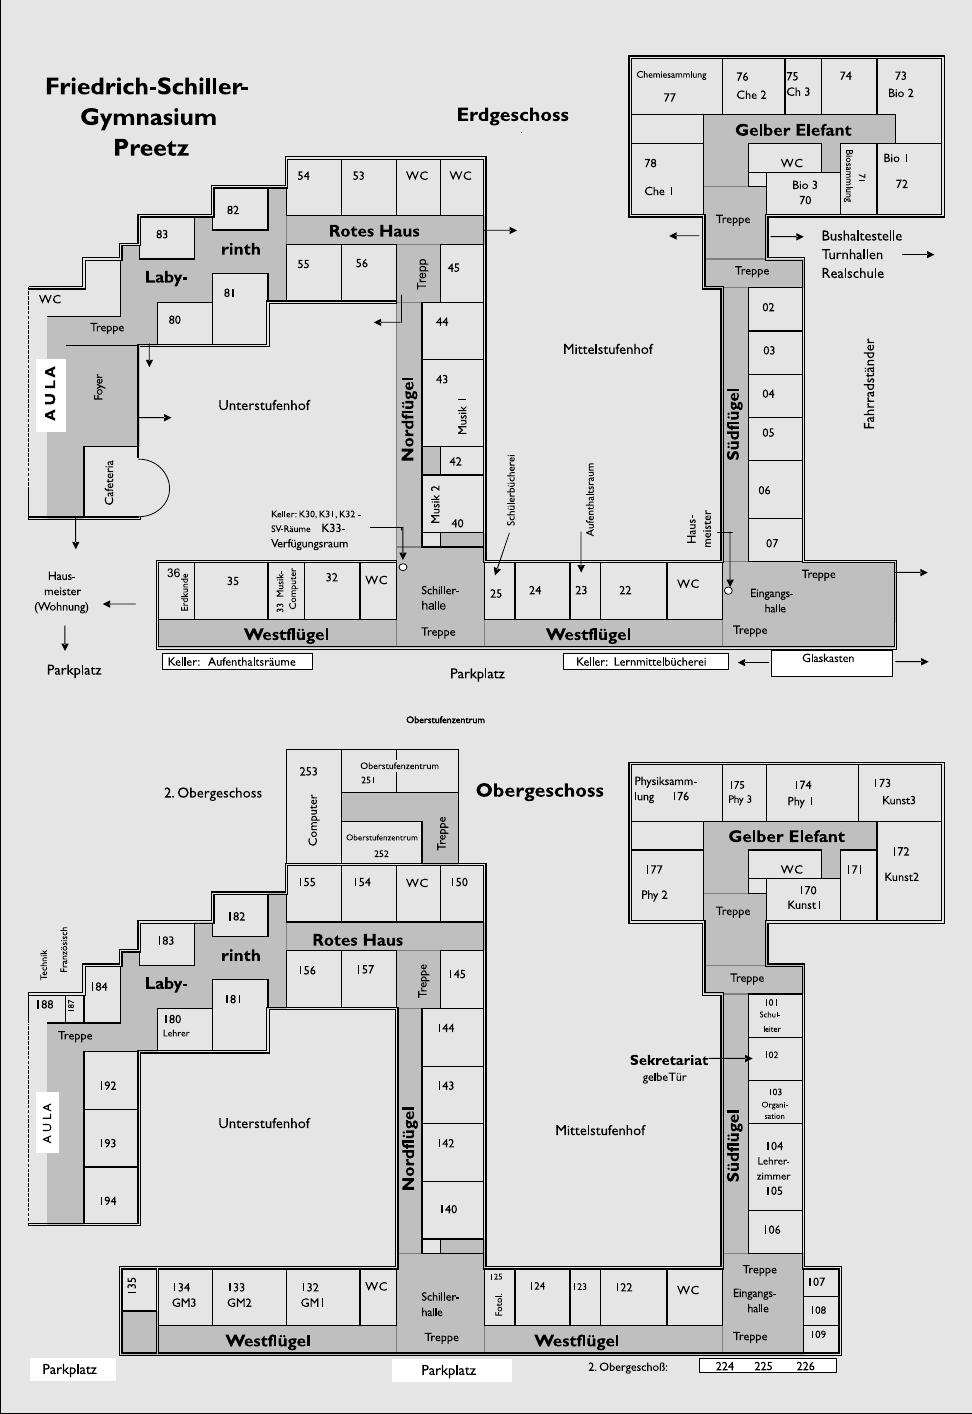 Friedrich-Schiller-
Gymnasium
Preetz
Erdgeschoss
Chemiesammlung
77
76
Che 2
75
Ch 3
74
73
Bio 2
Gelber Elefant
78
Che 1
WC
Bio 3
70
Biosammlung
71
Bio 1
72
Treppe
Treppe
Bushaltestelle
Turnhallen
Realschule
54
53
WC
WC
Rotes Haus
82
83
rinth
Laby-
55
56
Trepp
45
81
80
WC
Treppe
AULA
Foyer
Cafeteria
Unterstufenhof
Nordflügel
44
43
Musik 1
42
Musik 2
40
Mittelstufenhof
Südflügel
02
03
04
05
06
07
Fahrradständer
Schülerbücherei
Aufenthaltsraum
Haus-
meister
Keller: K30, K31, K32 -
SV-Räume K33-
Verfügungsraum
Haus-
meister
(Wohnung)
Parkplatz
36
Erdkunde
35
33 Musik-
Computer
32
WC
Schiller-
halle
Treppe
25
24
23
22
WC
Treppe
Eingangs-
halle
Treppe
Westflügel
Westflügel
Keller: Aufenthaltsräume
Parkplatz
Keller: Lernmittelbücherei
Glaskasten
Oberstufenzentrum
2. Obergeschoss
253
Computer
Oberstufenzentrum
251
Oberstufenzentrum
252
Treppe
Obergeschoss
Physiksamm-
lung 176
175
Phy 3
174
Phy 1
173
Kunst3
Gelber Elefant
177
Phy 2
WC
170
Kunst1
171
172
Kunst2
Treppe
Treppe
155
154
WC
150
Rotes Haus
182
183
rinth
Laby-
156
157
Treppe
145
181
180
Lehrer
Technik
Französisch
184
188
187
Treppe
AULA
192
193
194
Unterstufenhof
Nordflügel
144
143
142
140
Mittelstufenhof
Sekretariat
gelbe Tür
Südflügel
101
Schul-
leiter
102
103
Organi-
sation
104
Lehrer-
zimmer
105
106
135
134
GM3
133
GM2
132
GM1
WC
Schiller-
halle
Treppe
125
Fotol.
124
123
122
WC
Treppe
Eingangs-
halle
Treppe
107
108
109
Westflügel
Westflügel
Parkplatz
Parkplatz
2. Obergeschoß:
224 225 226